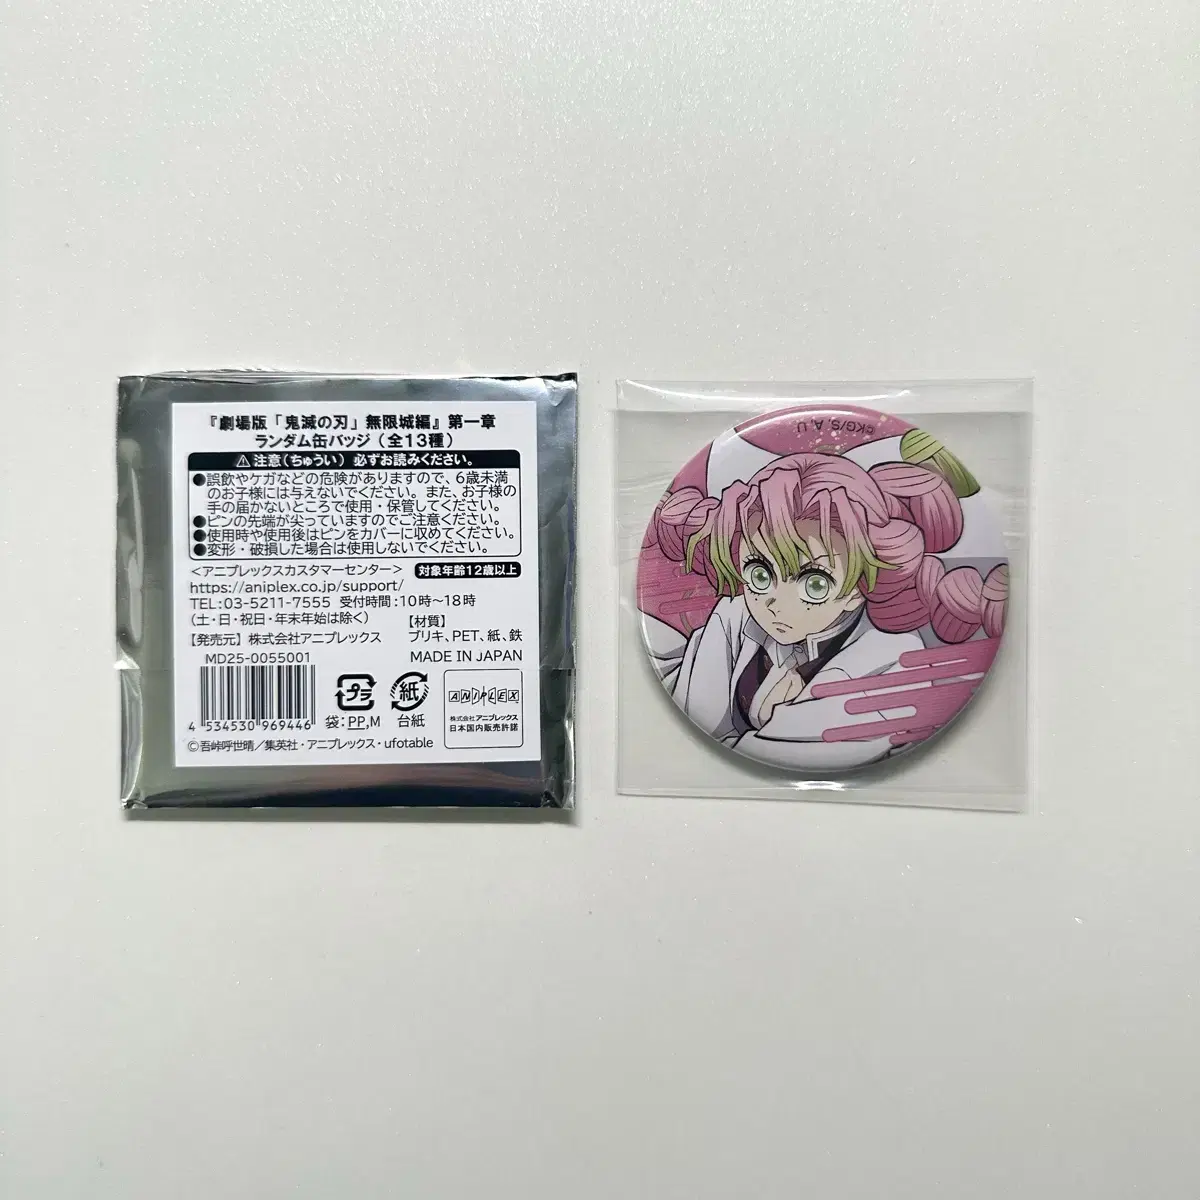 『劇場版「鬼滅の刃」無限城編』第一章
ランダム缶バッジ（全13種）
⚠注意（ちゅうい）必ずお読みください。
●誤飲やケガなどの危険がありますので、6歳未満
のお子様には与えないでください。また、お子様の
手の届かないところで使用・保管してください。
●ピンの先端が尖っていますのでご注意ください。
●使用時や使用後はピンをカバーに収めてください。
●変形・破損した場合は使用しないでください。
＜アニプレックスカスタマーセンター＞ 対象年齢12歳以上
https://aniplex.co.jp/support/
TEL:03-5211-7555 受付時間:10時～18時
（土・日・祝日・年末年始は除く） 【材質】
【発売元】株式会社アニプレックス ブリキ、PET、紙、鉄
MD25-0055001 MADE IN JAPAN
4 534530 969446
プラ
袋:PP,M
紙
台紙
ANIPLEX
株式会社アニプレックス
日本国内販売許諾
©吾峠呼世晴／集英社・アニプレックス・ufotable
©KG/S,A,U